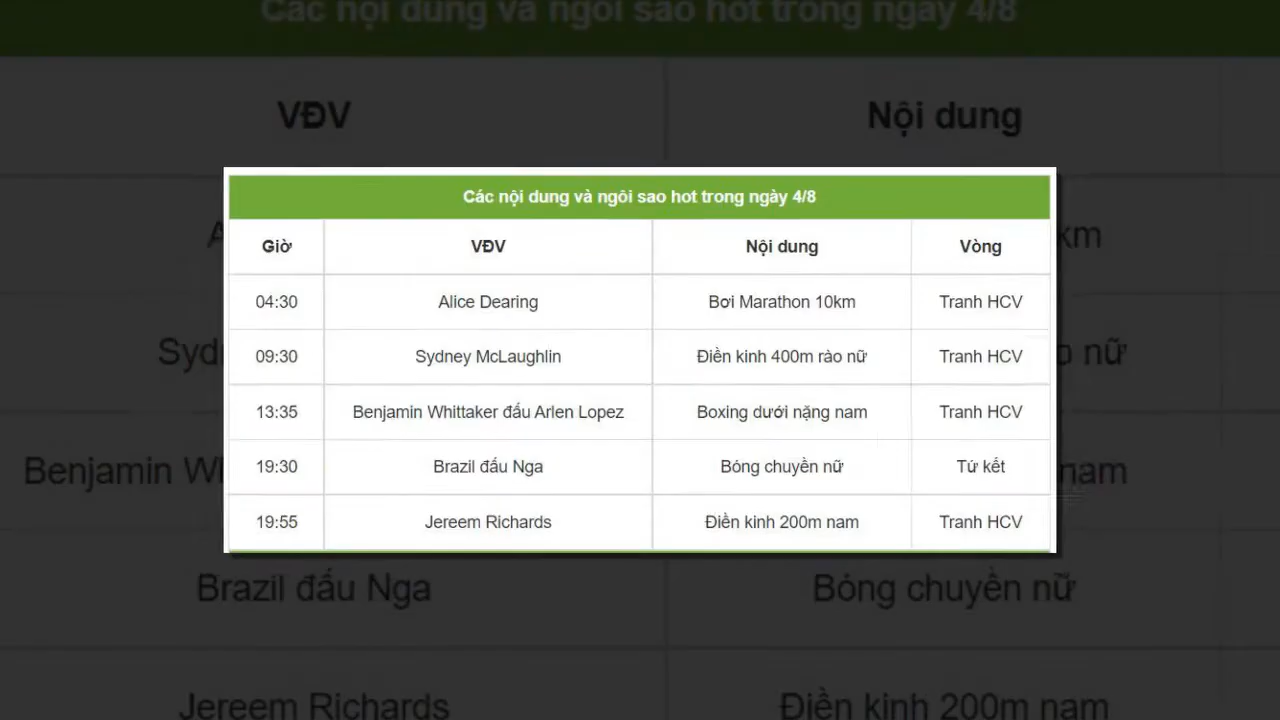 Các nội dung và ngôi sao hot trong ngày 4/8
VĐV Nội dung
Các nội dung và ngôi sao hot trong ngày 4/8
Giờ VĐV Nội dung Vòng
04:30 Alice Dearing Bơi Marathon 10km Tranh HCV
09:30 Sydney McLaughlin Điền kinh 400m rào nữ Tranh HCV
13:35 Benjamin Whittaker đấu Arlen Lopez Boxing dưới nặng nam Tranh HCV
19:30 Brazil đấu Nga Bóng chuyền nữ Tứ kết
19:55 Jereem Richards Điền kinh 200m nam Tranh HCV
Brazil đấu Nga Bóng chuyền nữ
Jereem Richards Điền kinh 200m nam